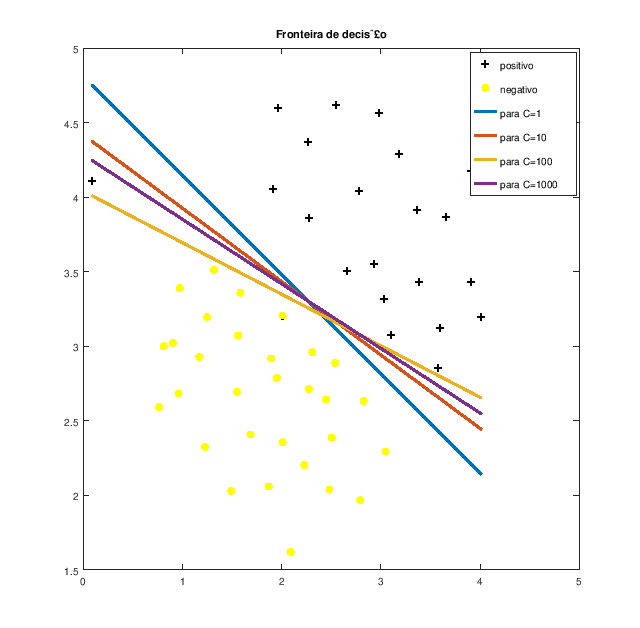 Fronteira de decis˜£o
positivo
negativo
para C=1
para C=10
para C=100
para C=1000
5
4.5
4
3.5
3
2.5
2
1.5
0
1
2
3
4
5